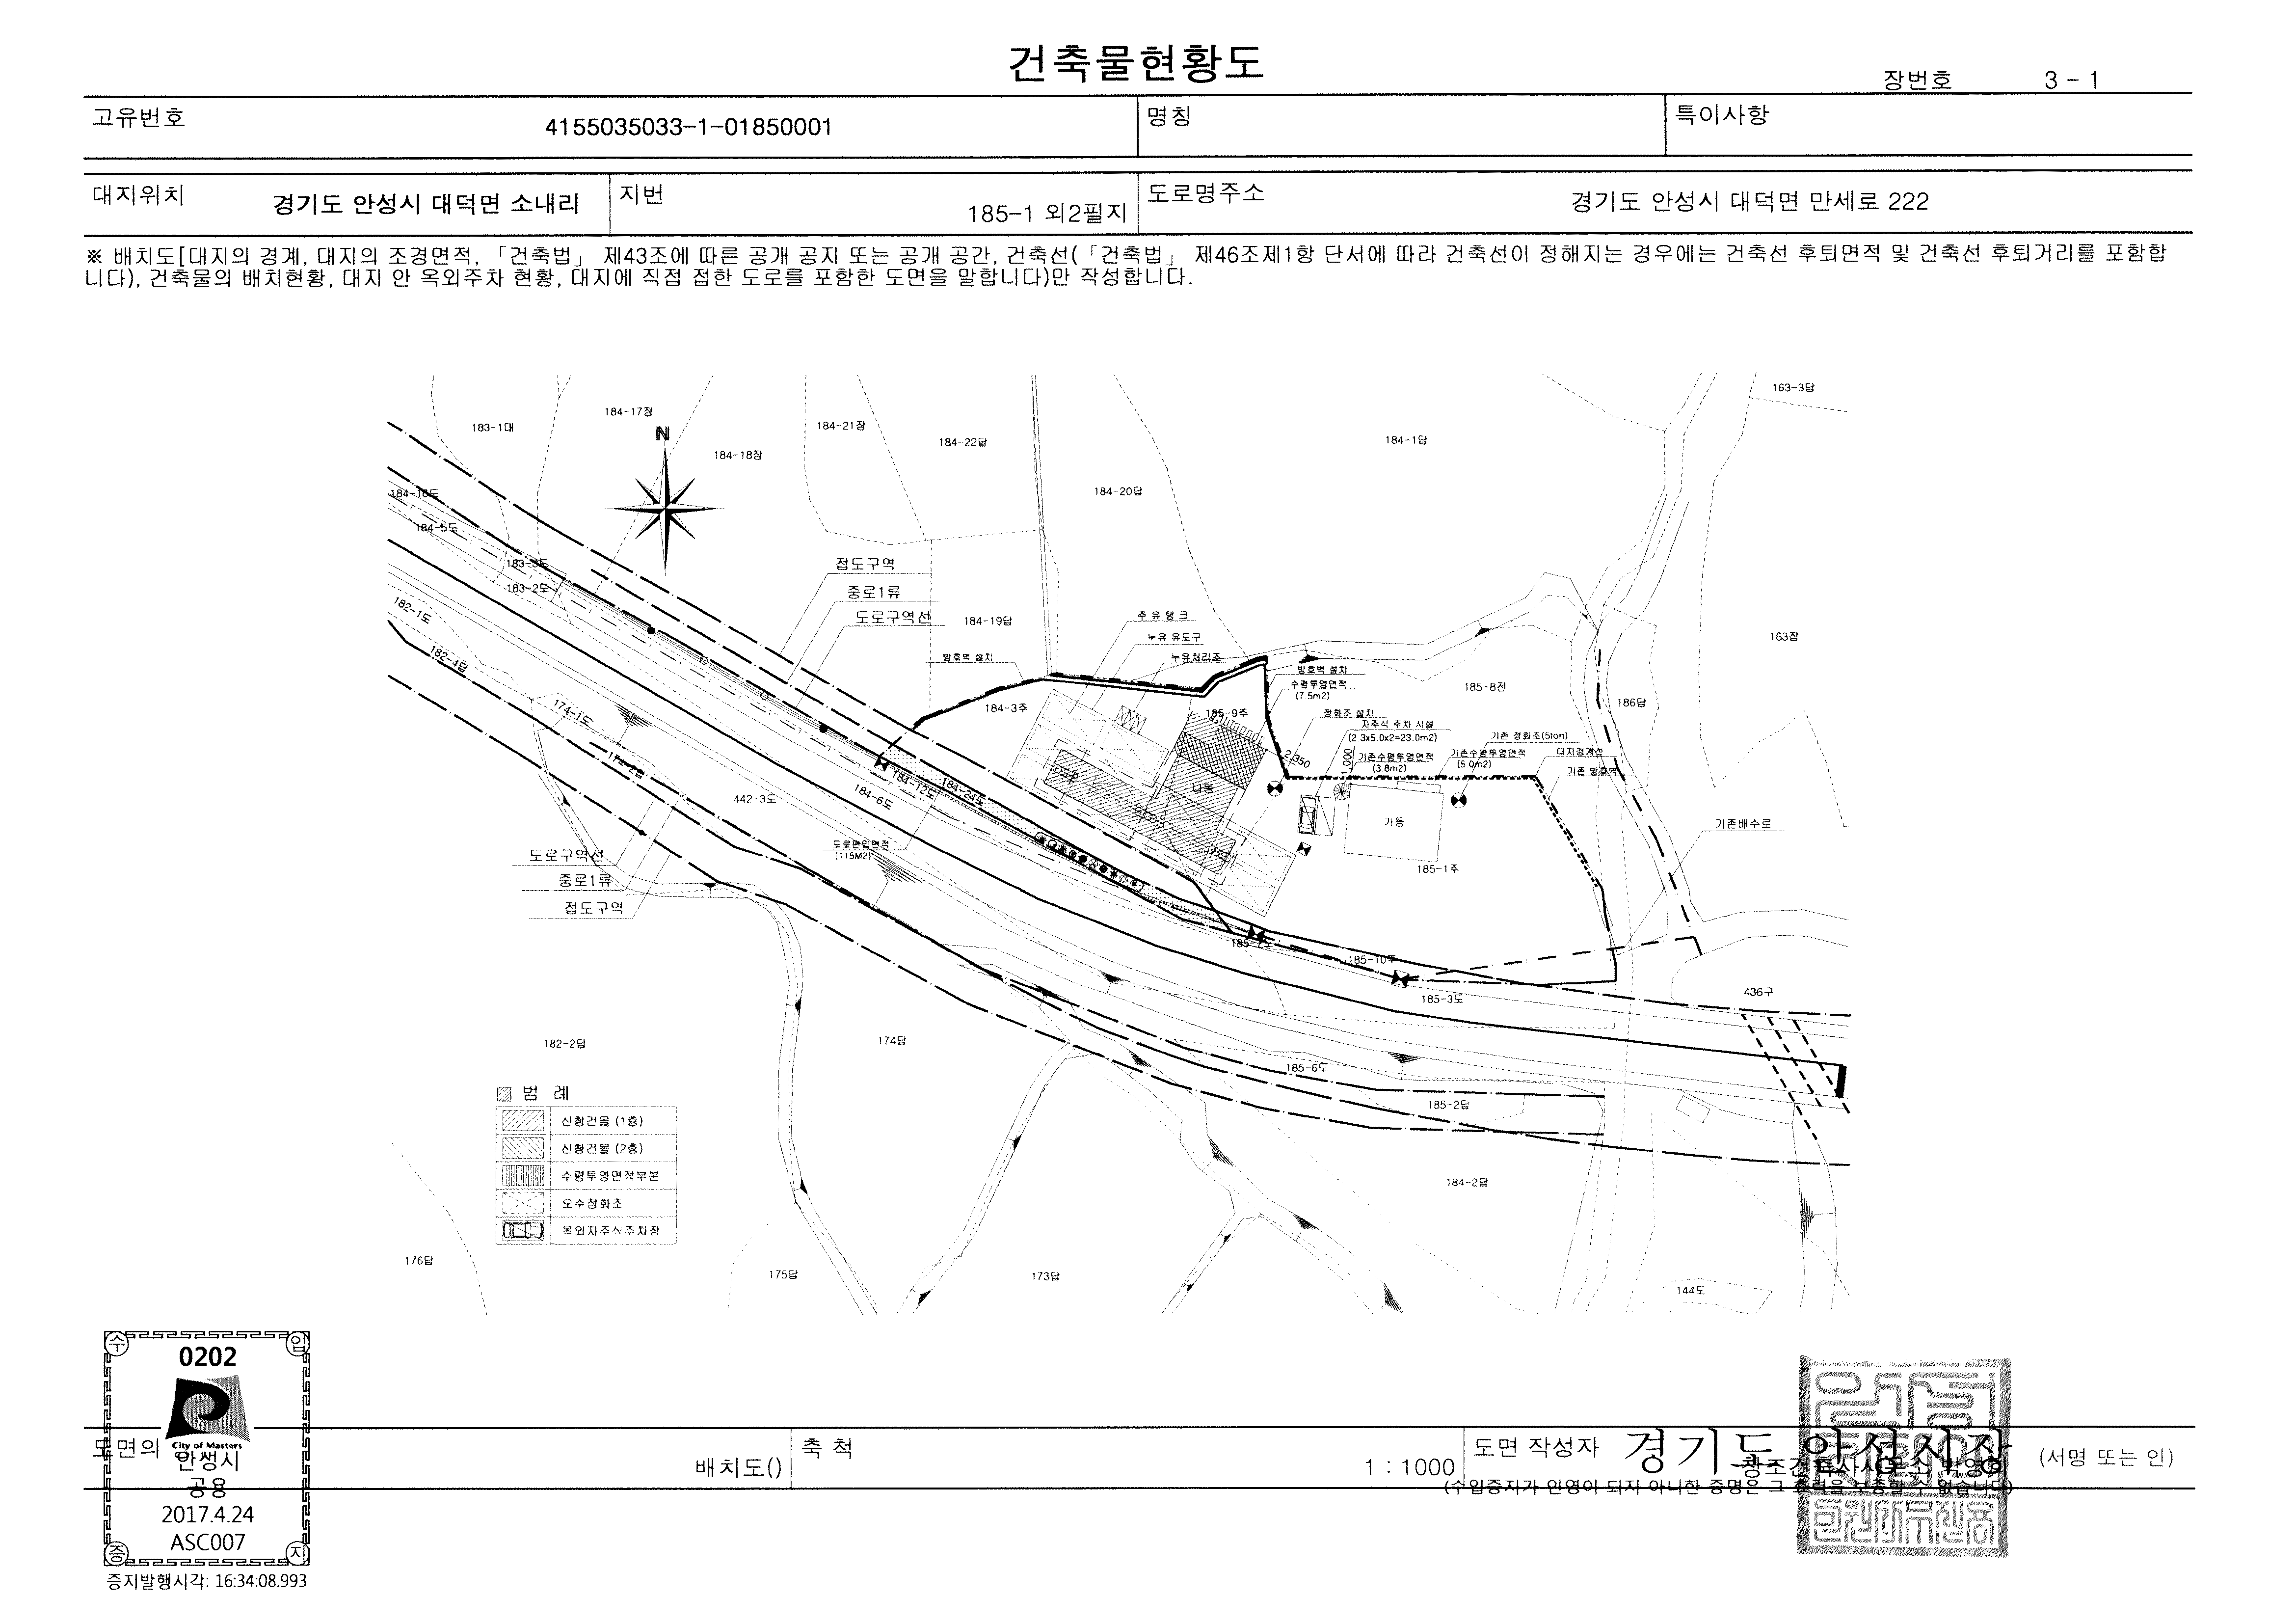 건축물현황도
장번호 3 - 1
고유번호 4155035033-1-01850001 명칭 특이사항
대지위치 경기도 안성시 대덕면 소내리 지번 185-1 외2필지 도로명주소 경기도 안성시 대덕면 만세로 222
※ 배치도[대지의 경계, 대지의 조경면적, 「건축법」 제43조에 따른 공개 공지 또는 공개 공간, 건축선(「건축법」 제46조제1항 단서에 따라 건축선이 정해지는 경우에는 건축선 후퇴면적 및 건축선 후퇴거리를 포함합
니다), 건축물의 배치현황, 대지 안 옥외주차 현황, 대지에 직접 접한 도로를 포함한 도면을 말합니다)만 작성합니다.
163-3답
184-17장
183-1대
184-21장
184-22답
184-1답
N
184-18장
184-20답
184-16도
184-5도
183-3도
183-2도
182-1도
182-4답
접도구역
중로1류
도로구역선
184-19답
주 유 탱 크
누유 유도구
누유처리조
방호벽 설치
163잡
방호벽 설치
수평투영면적
(7.5m2)
185-8전
186답
184-3주
185-9주
정화조 설치
자주식 주차 시설
(2.3x5.0x2=23.0m2)
기존 정화조(5ton)
기존수평투영면적
(3.8m2)
기존수평투영면적
(5.0m2)
대지경계선
기존 방호벽
2,350
1,000
174-1도
174-2답
442-3도
184-6도
184-12도
184-24도
나동
가동
185-1주
기존배수로
도로편입면적
(115M2)
도로구역선
중로1류
접도구역
185-7도
185-10주
185-3도
436구
182-2답
174답
185-6도
185-2답
184-2답
범 례
신청건물 (1층)
신청건물 (2층)
수평투영면적부분
오수정화조
옥외자주식주차장
176답
175답
173답
144도
수 입
0202
City of Masters
안성시
공용
2017.4.24
ASC007
증 지
증지발행시각: 16:34:08.993
도면의
배치도()
축 척 1 : 1000
도면 작성자
경기도 안성시장
창조건축사사무소 박영희
(서명 또는 인)
(수입증지가 인영이 되지 아니한 증명은 그 효력을 보증할 수 없습니다)